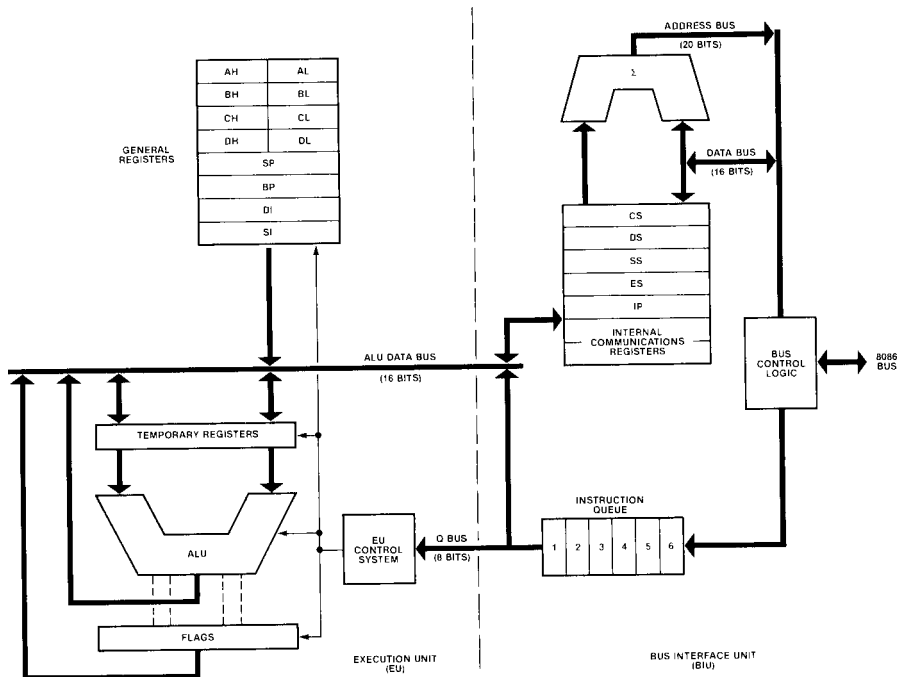 ADDRESS BUS
(20 BITS)
Σ
AH AL
BH BL
CH CL
DH DL
SP
BP
DI
SI
GENERAL
REGISTERS
DATA BUS
(16 BITS)
CS
DS
SS
ES
IP
INTERNAL
COMMUNICATIONS
REGISTERS
BUS
CONTROL
LOGIC
8086
BUS
ALU DATA BUS
(16 BITS)
TEMPORARY REGISTERS
ALU
FLAGS
EU
CONTROL
SYSTEM
Q BUS
(8 BITS)
INSTRUCTION
QUEUE
1 2 3 4 5 6
EXECUTION UNIT
(EU)
BUS INTERFACE UNIT
(BIU)